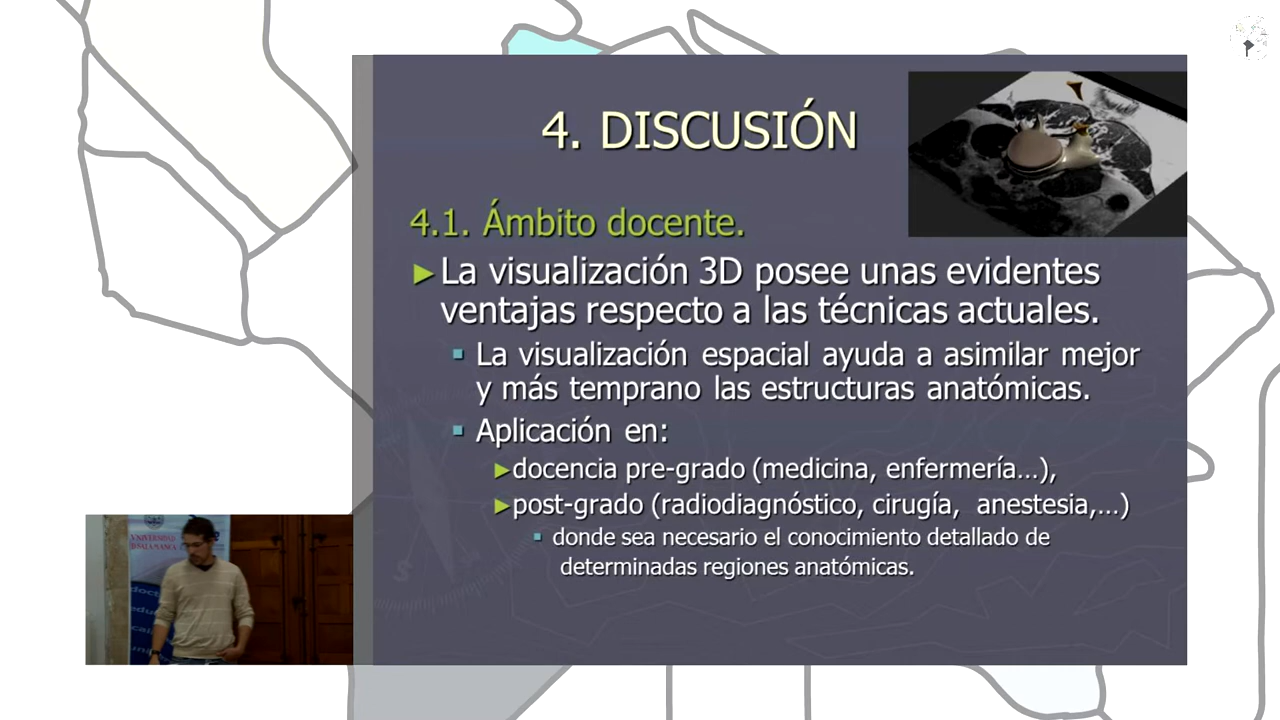 4. DISCUSIÓN
4.1. Ámbito docente.
►La visualización 3D posee unas evidentes
ventajas respecto a las técnicas actuales.
▪ La visualización espacial ayuda a asimilar mejor
y más temprano las estructuras anatómicas.
▪ Aplicación en:
►docencia pre-grado (medicina, enfermería…),
►post-grado (radiodiagnóstico, cirugía, anestesia,…)
▪ donde sea necesario el conocimiento detallado de
determinadas regiones anatómicas.
VNIVERSIDAD